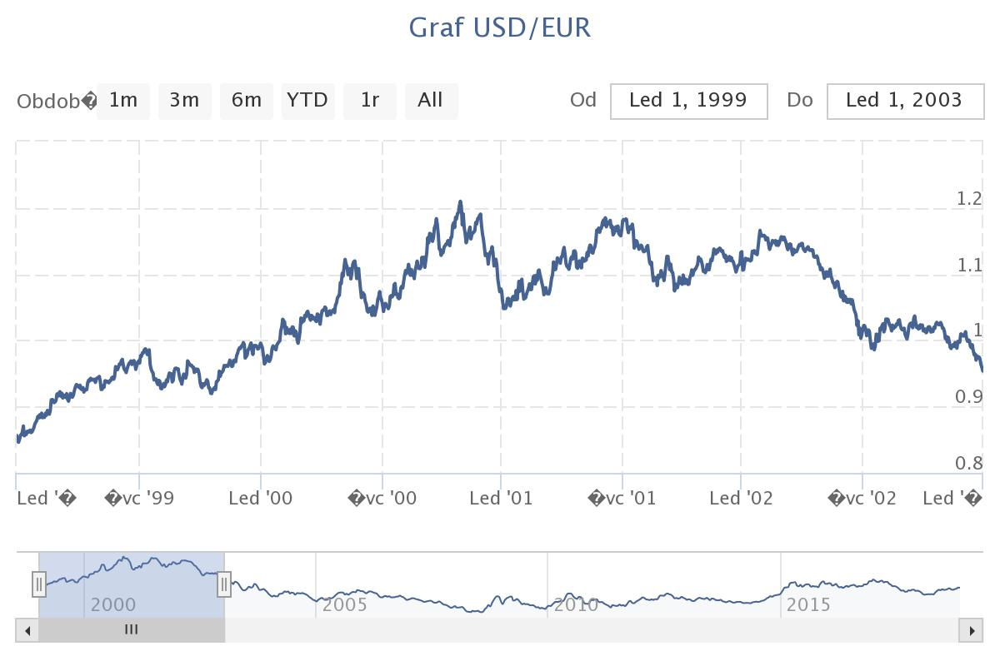 Graf USD/EUR
Obdob� 1m 3m 6m YTD 1r All Od Led 1, 1999 Do Led 1, 2003
1.2
1.1
1
0.9
0.8
Led '� �vc '99 Led '00 �vc '00 Led '01 �vc '01 Led '02 �vc '02 Led '�
2000 2005 2010 2015